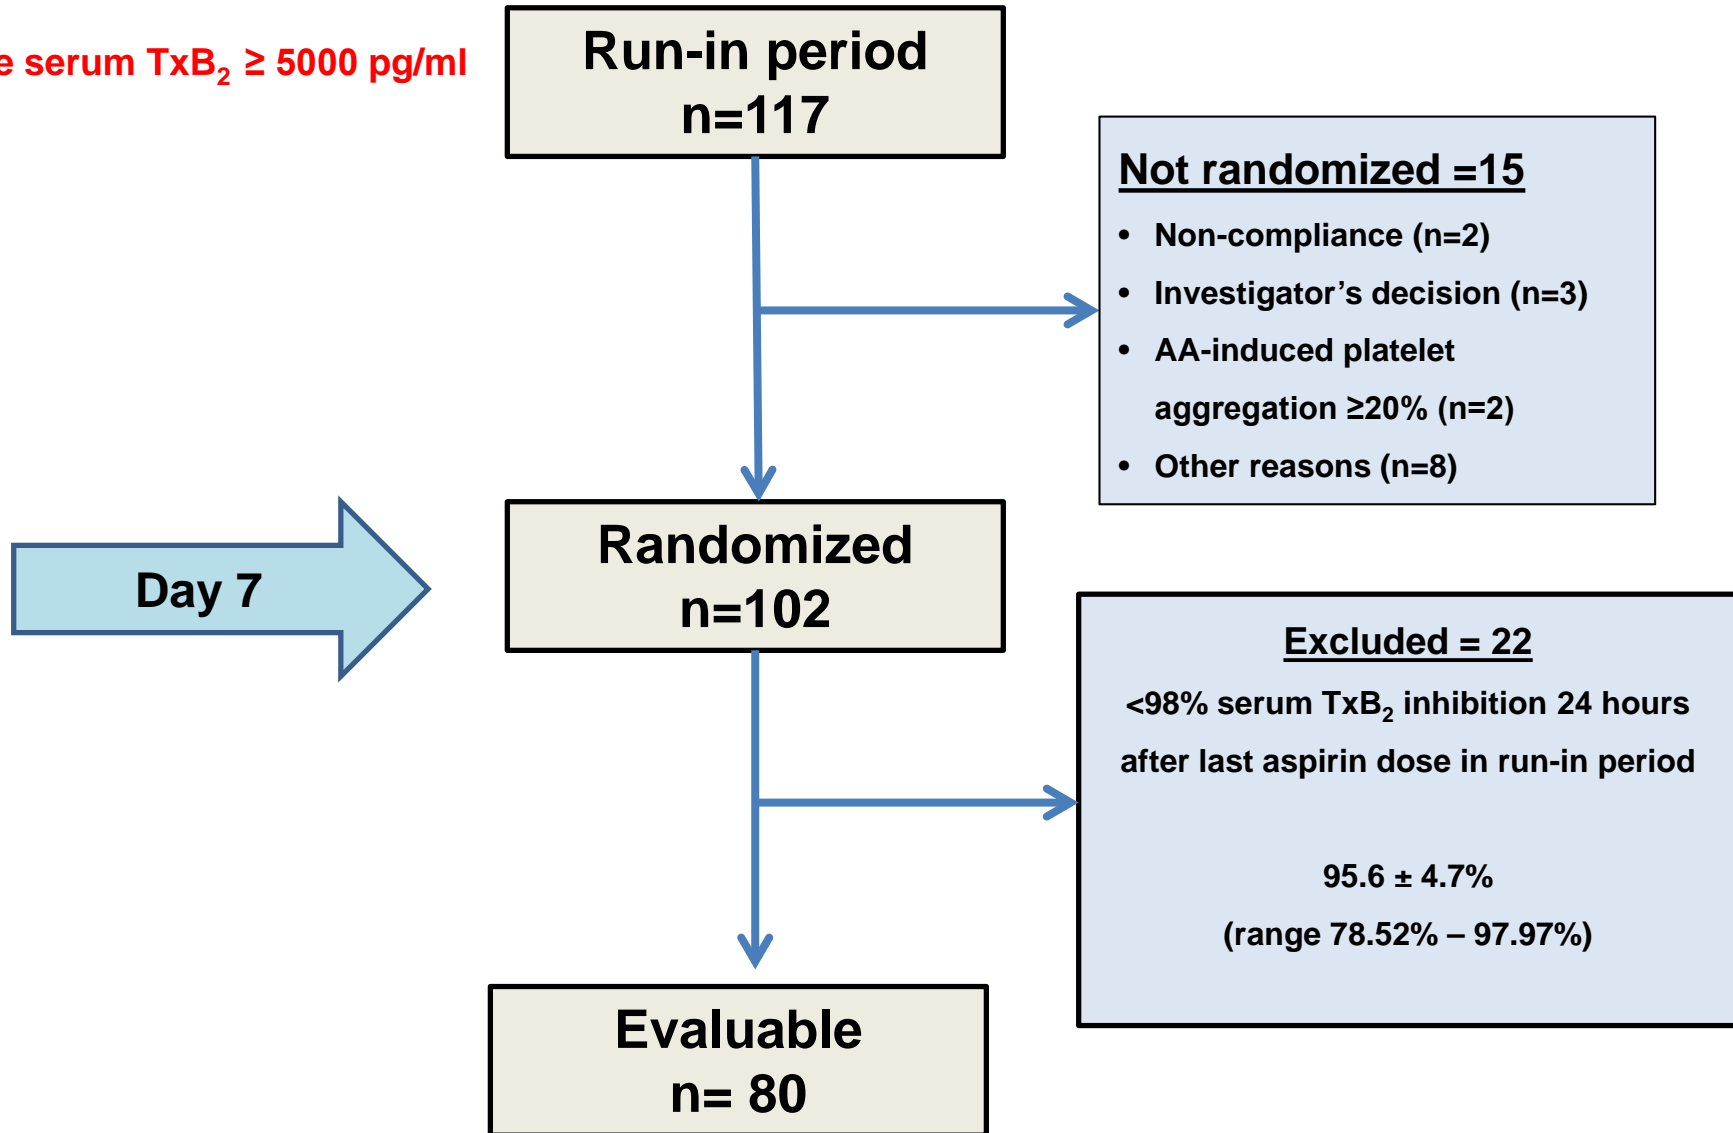 serum TxB₂ ≥ 5000 pg/ml
Run-in period
n=117
Not randomized =15
• Non-compliance (n=2)
• Investigator’s decision (n=3)
• AA-induced platelet
aggregation ≥20% (n=2)
• Other reasons (n=8)
Day 7
Randomized
n=102
Excluded = 22
<98% serum TxB₂ inhibition 24 hours
after last aspirin dose in run-in period
95.6 ± 4.7%
(range 78.52% – 97.97%)
Evaluable
n= 80